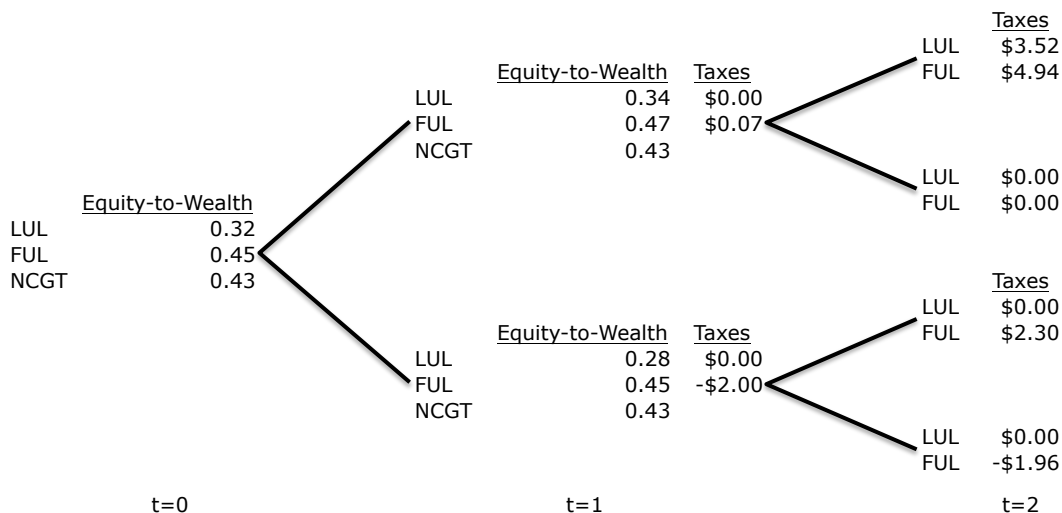 Taxes
LUL $3.52
FUL $4.94
Equity-to-Wealth Taxes
LUL 0.34 $0.00
FUL 0.47 $0.07
NCGT 0.43
LUL $0.00
FUL $0.00
Equity-to-Wealth
LUL 0.32
FUL 0.45
NCGT 0.43
Taxes
LUL $0.00
FUL $2.30
Equity-to-Wealth Taxes
LUL 0.28 $0.00
FUL 0.45 -$2.00
NCGT 0.43
LUL $0.00
FUL -$1.96
t=0 t=1 t=2